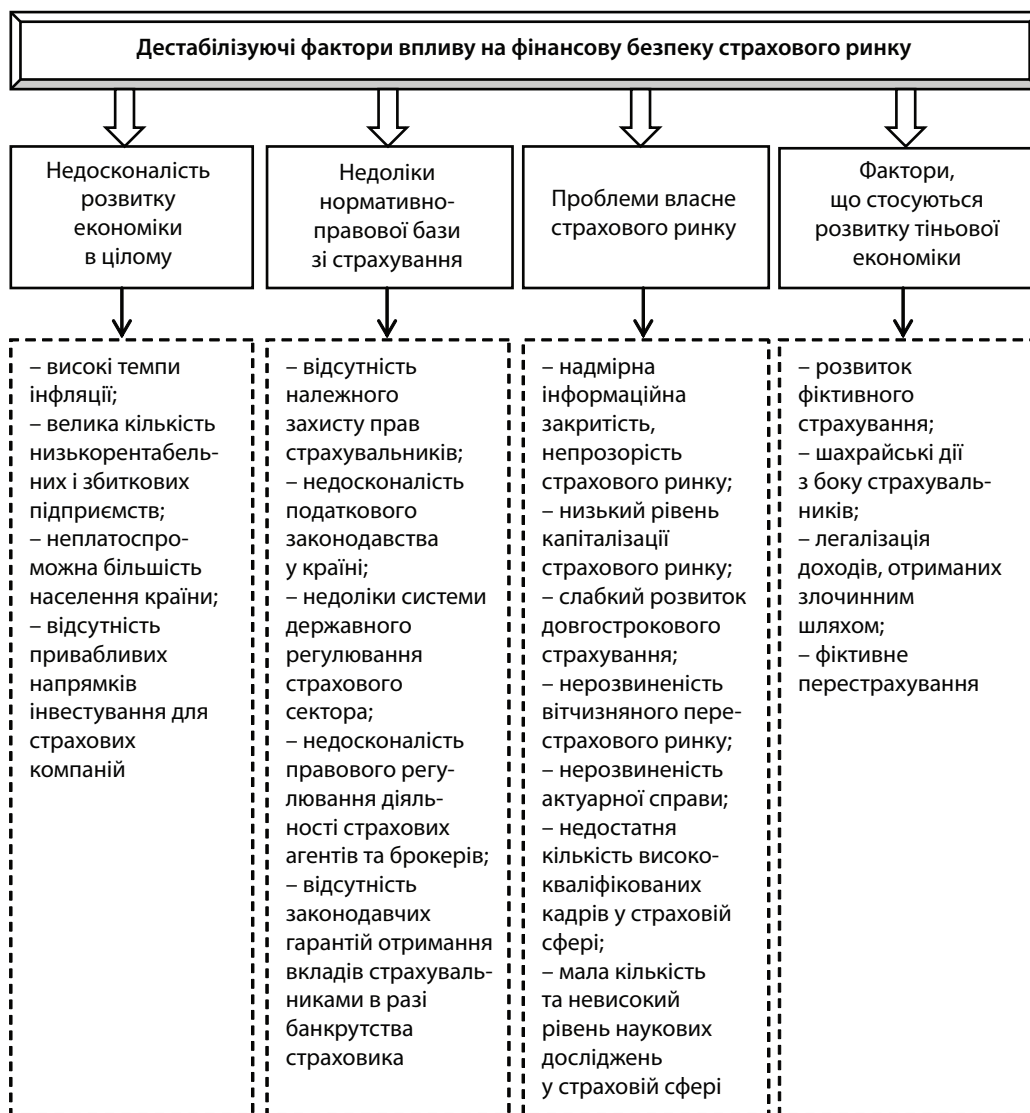 Дестабілізуючі фактори впливу на фінансову безпеку страхового ринку
Недосконалість
розвитку
економіки
в цілому
Недоліки
нормативно-
правової бази
зі страхування
Проблеми власне
страхового ринку
Фактори,
що стосуються
розвитку тіньової
економіки
– високі темпи
інфляції;
– велика кількість
низькорентабель-
них і збиткових
підприємств;
– неплатоспро-
можна більшість
населення країни;
– відсутність
привабливих
напрямків
інвестування для
страхових
компаній
– відсутність
належного
захисту прав
страхувальників;
– недосконалість
податкового
законодавства
у країні;
– недоліки системи
державного
регулювання
страхового
сектора;
– недосконалість
правового регу-
лювання діяль-
ності страхових
агентів та брокерів;
– відсутність
законодавчих
гарантій отримання
вкладів страхуваль-
никами в разі
банкрутства
страховика
– надмірна
інформаційна
закритість,
непрозорість
страхового ринку;
– низький рівень
капіталізації
страхового ринку;
– слабкий розвиток
довгострокового
страхування;
– нерозвиненість
вітчизняного пере-
страхового ринку;
– нерозвиненість
актуарної справи;
– недостатня
кількість високо-
кваліфікованих
кадрів у страховій
сфері;
– мала кількість
та невисокий
рівень наукових
досліджень
у страховій сфері
– розвиток
фіктивного
страхування;
– шахрайські дії
з боку страхуваль-
ників;
– легалізація
доходів, отриманих
злочинним
шляхом;
– фіктивне
перестрахування